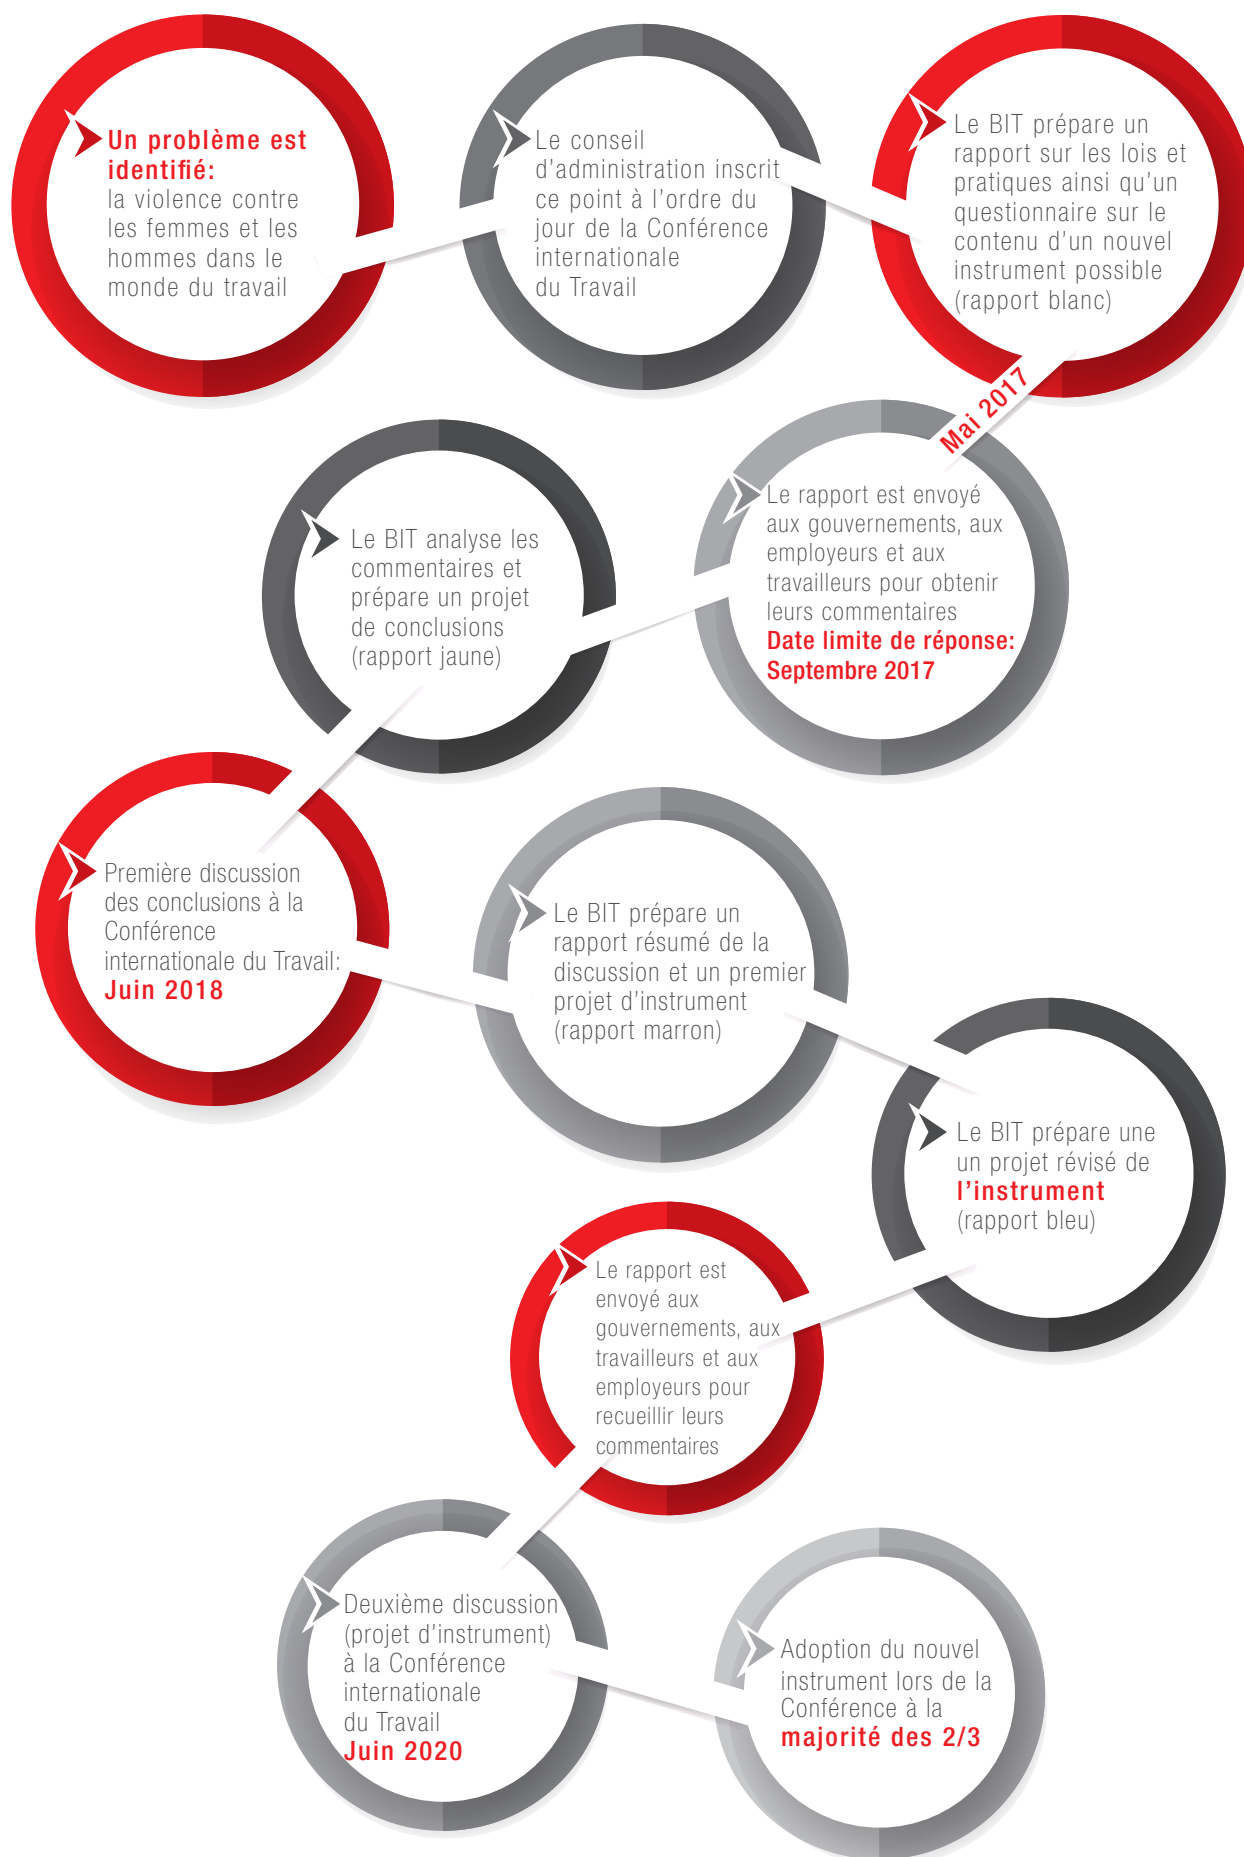 Un problème est
identifié:
la violence contre
les femmes et les
hommes dans le
monde du travail
Le conseil
d'administration inscrit
ce point à l'ordre du
jour de la Conférence
internationale
du Travail
Le BIT prépare un
rapport sur les lois et
pratiques ainsi qu'un
questionnaire sur le
contenu d'un nouvel
instrument possible
(rapport blanc)
Mai 2017
Le rapport est envoyé
aux gouvernements, aux
employeurs et aux
travailleurs pour obtenir
leurs commentaires
Date limite de réponse:
Septembre 2017
Le BIT analyse les
commentaires et
prépare un projet
de conclusions
(rapport jaune)
Première discussion
des conclusions à la
Conférence
internationale du Travail:
Juin 2018
Le BIT prépare un
rapport résumé de la
discussion et un premier
projet d'instrument
(rapport marron)
Le BIT prépare une
un projet révisé de
l'instrument
(rapport bleu)
Le rapport est
envoyé aux
gouvernements, aux
travailleurs et aux
employeurs pour
recueillir leurs
commentaires
Deuxième discussion
(projet d'instrument)
à la Conférence
internationale
du Travail
Juin 2020
Adoption du nouvel
instrument lors de la
Conférence à la
majorité des 2/3